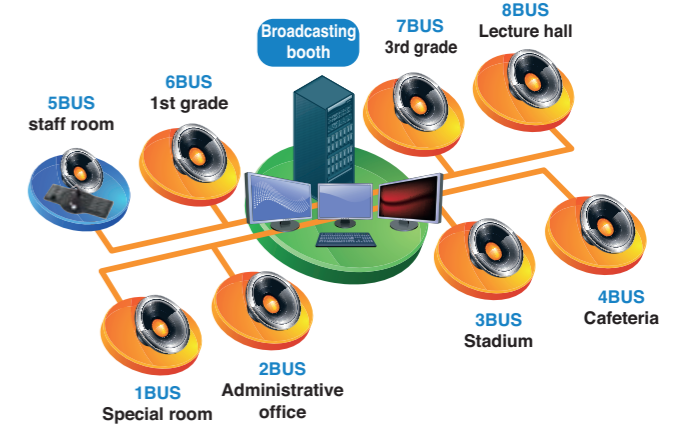 8BUS
Lecture hall
7BUS
3rd grade
Broadcasting
booth
6BUS
1st grade
5BUS
staff room
4BUS
Cafeteria
3BUS
Stadium
2BUS
Administrative
office
1BUS
Special room